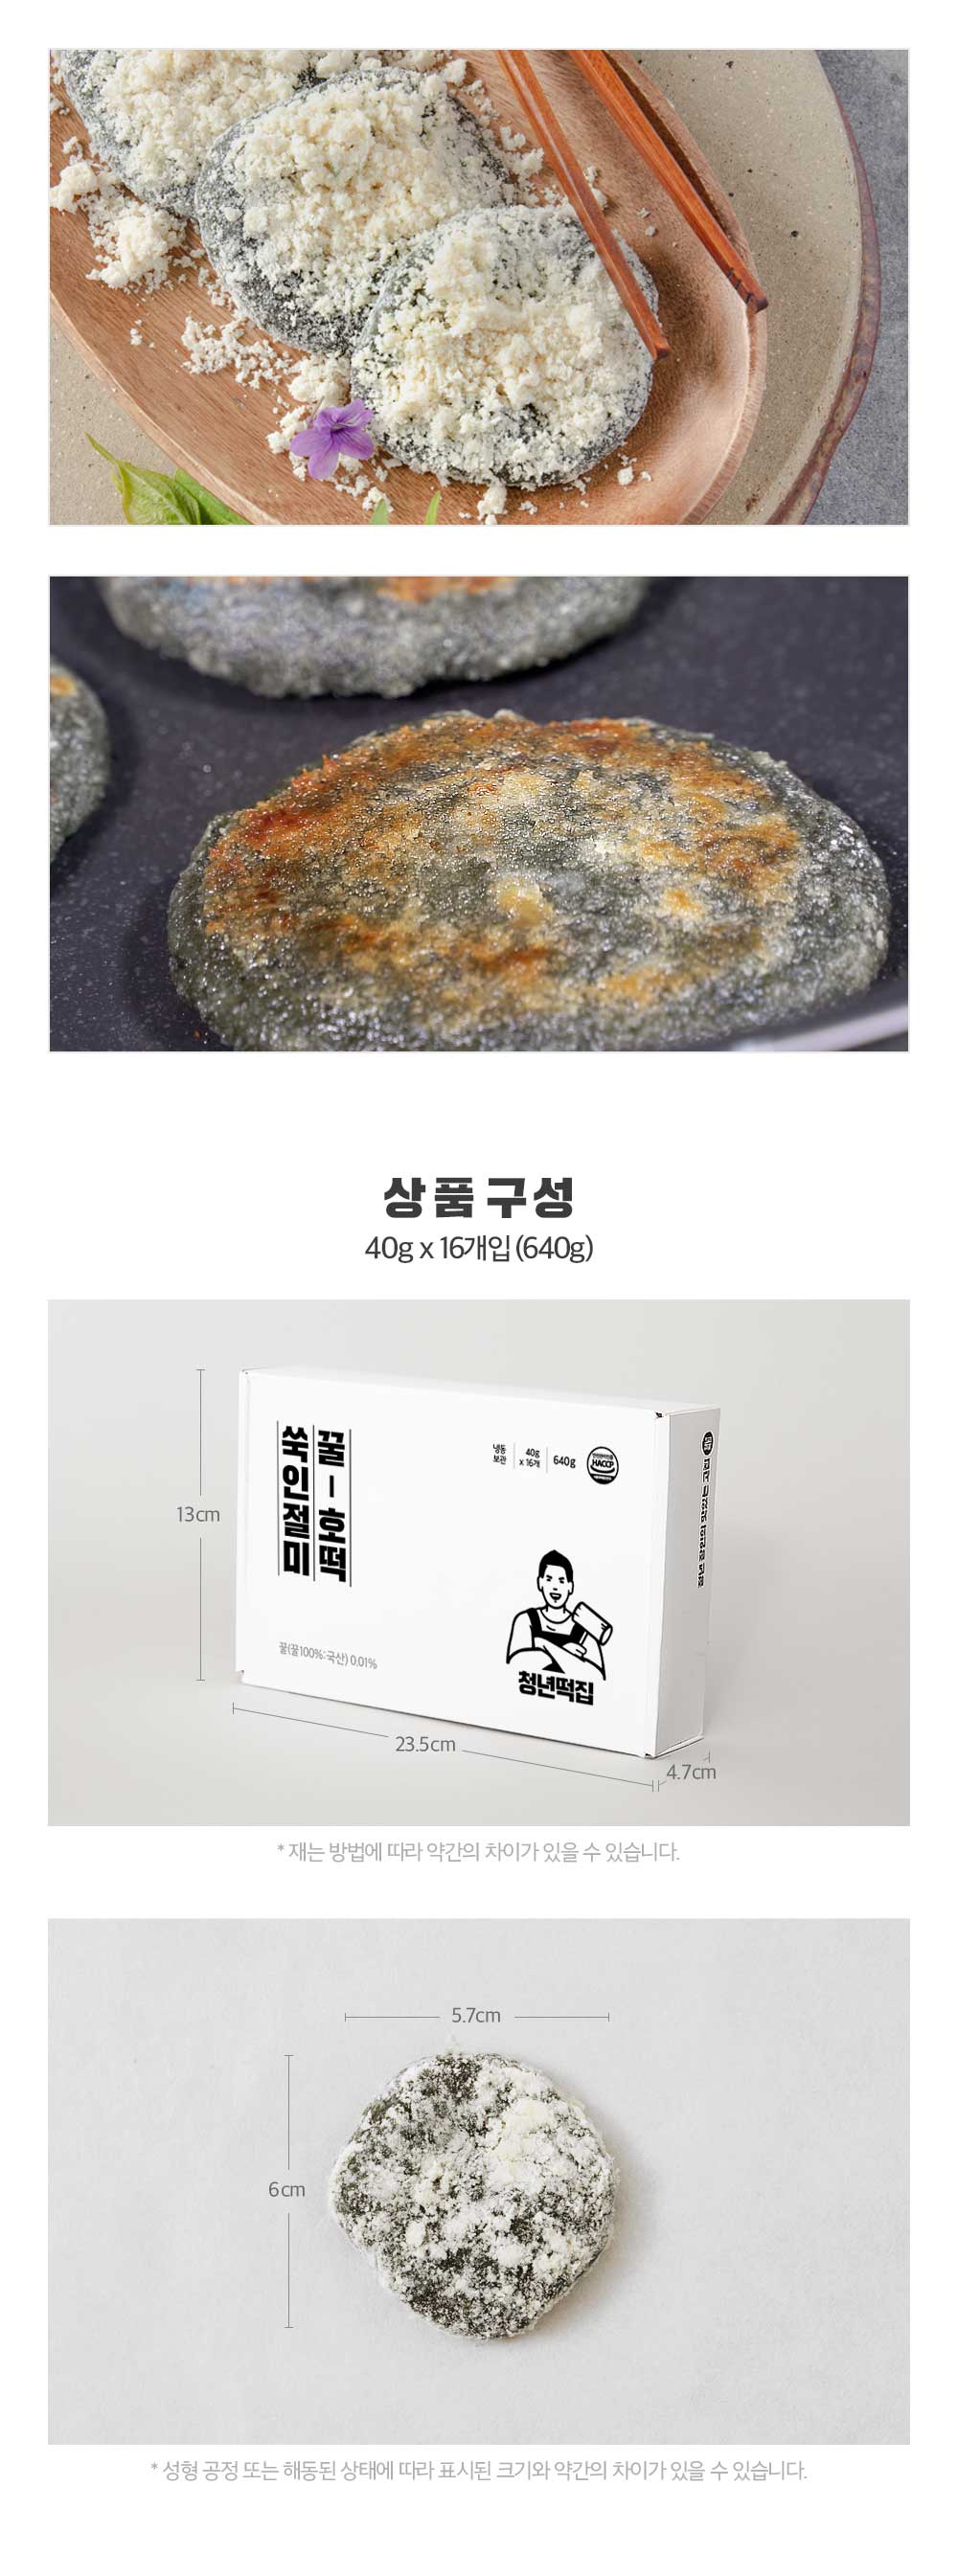 상품 구성
40g x 16개입 (640g)
꿀ㅣ호떡
쑥인절미
냉동
보관
40g
x 16개
640g
HACCP
꿀(꿀100%:국산) 0.01%
청년떡집
13cm
23.5cm
4.7cm
* 재는 방법에 따라 약간의 차이가 있을 수 있습니다.
5.7cm
6cm
* 성형 공정 또는 해동된 상태에 따라 표시된 크기와 약간의 차이가 있을 수 있습니다.